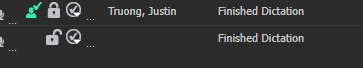 ... ... Truong, Justin Finished Dictation
... ... Finished Dictation